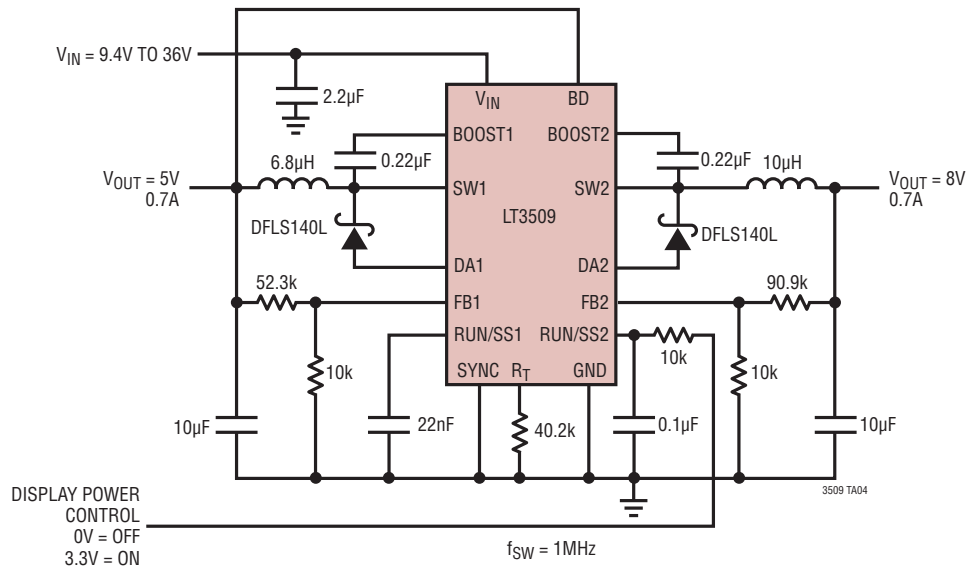 V_IN = 9.4V TO 36V
2.2µF
V_IN
BD
BOOST1
BOOST2
6.8µH
0.22µF
0.22µF
10µH
V_OUT = 5V
0.7A
SW1
SW2
V_OUT = 8V
0.7A
LT3509
DFLS140L
DFLS140L
DA1
DA2
52.3k
90.9k
FB1
FB2
RUN/SS1
RUN/SS2
10k
10k
10k
SYNC
R_T
GND
10µF
22nF
40.2k
0.1µF
10µF
3509 TA04
DISPLAY POWER
CONTROL
0V = OFF
3.3V = ON
f_SW = 1MHz